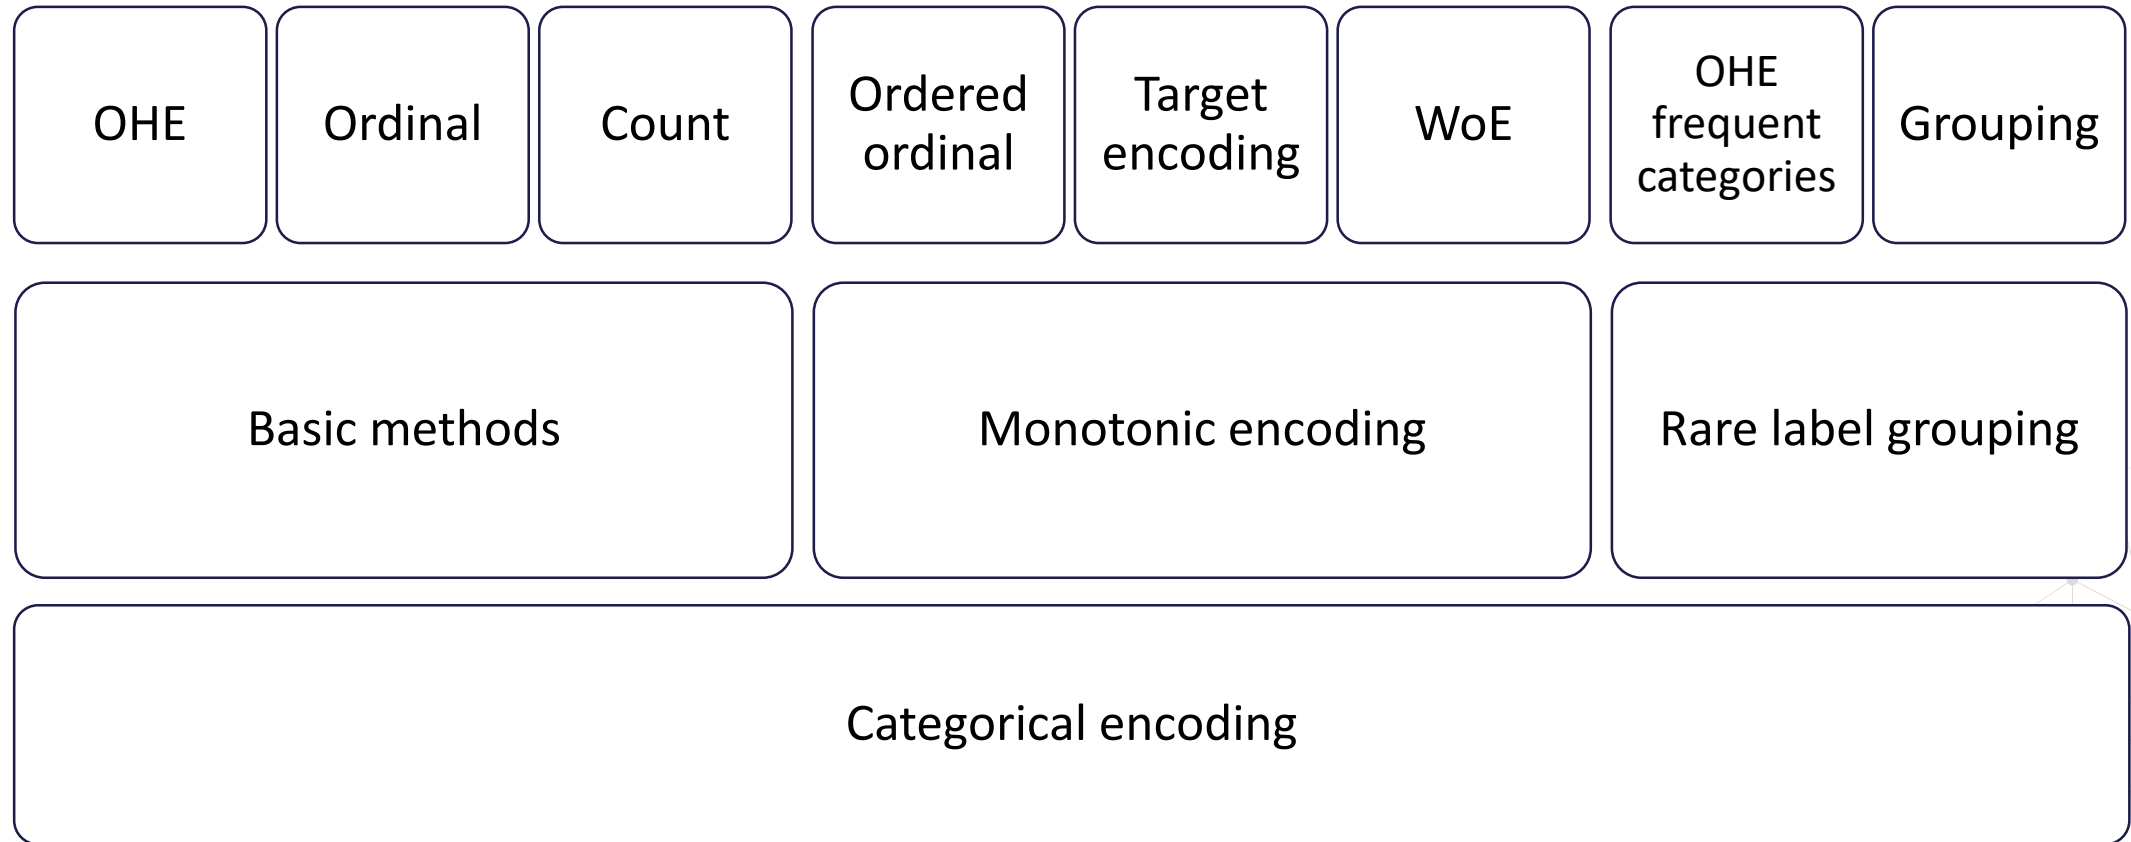 OHE
Ordinal
Count
Ordered
ordinal
Target
encoding
WoE
OHE
frequent
categories
Grouping
Basic methods
Monotonic encoding
Rare label grouping
Categorical encoding